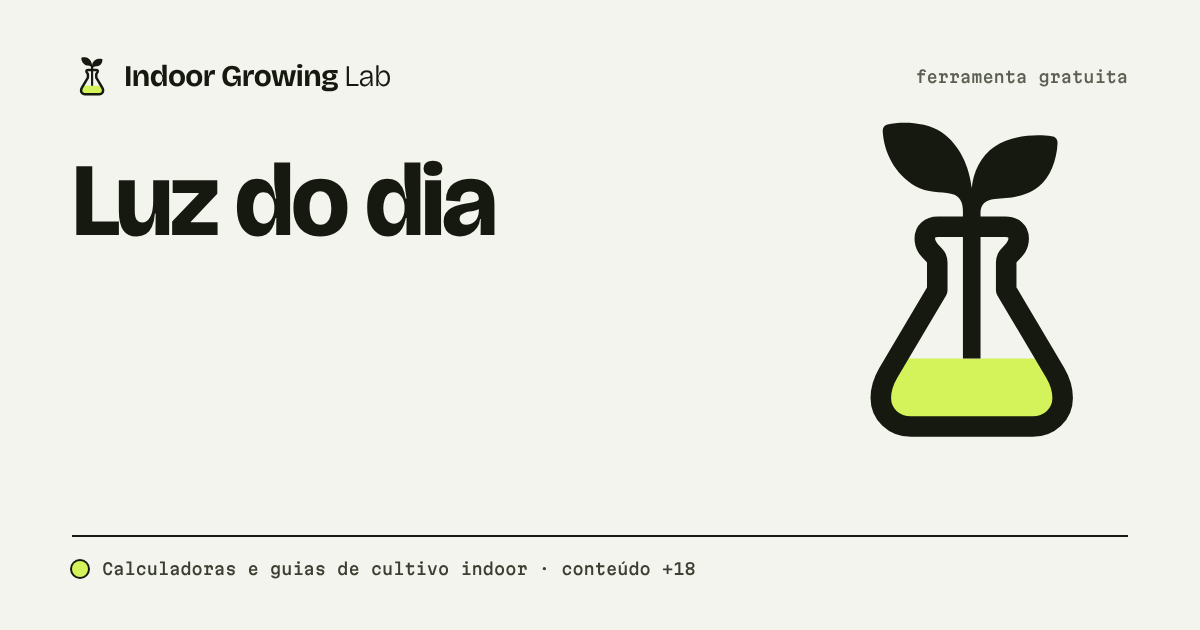 Indoor Growing Lab
ferramenta gratuita
Luz do dia
Calculadoras e guias de cultivo indoor · conteúdo +18